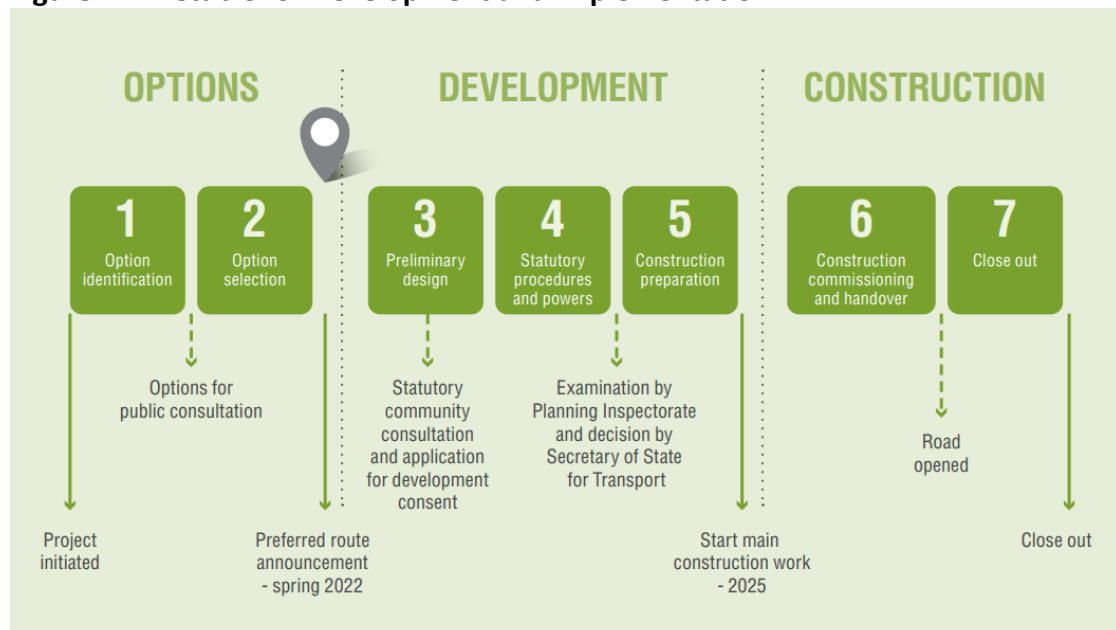 OPTIONS
DEVELOPMENT
CONSTRUCTION
1
Option
identification
2
Option
selection
3
Preliminary
design
4
Statutory
procedures
and powers
5
Construction
preparation
6
Construction
commissioning
and handover
7
Close out
Options for
public consultation
Statutory
community
consultation
and application
for development
consent
Examination by
Planning Inspectorate
and decision by
Secretary of State
for Transport
Road
opened
Project
initiated
Preferred route
announcement
- spring 2022
Start main
construction work
- 2025
Close out